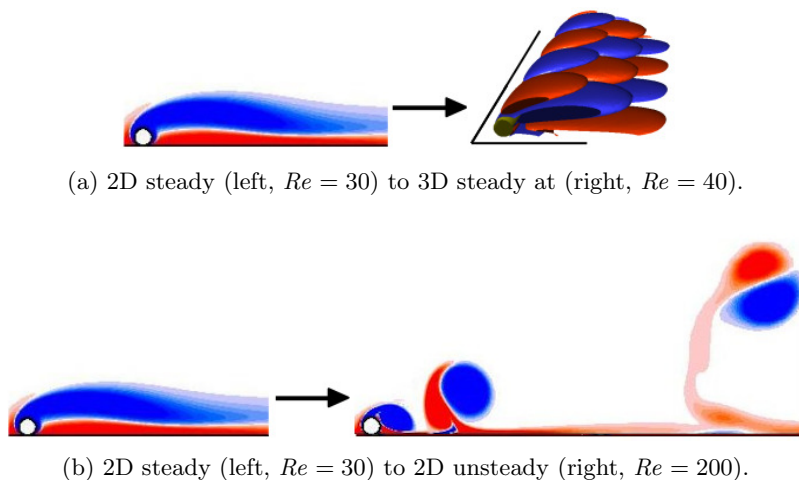 (a) 2D steady (left, Re = 30) to 3D steady at (right, Re = 40).
(b) 2D steady (left, Re = 30) to 2D unsteady (right, Re = 200).